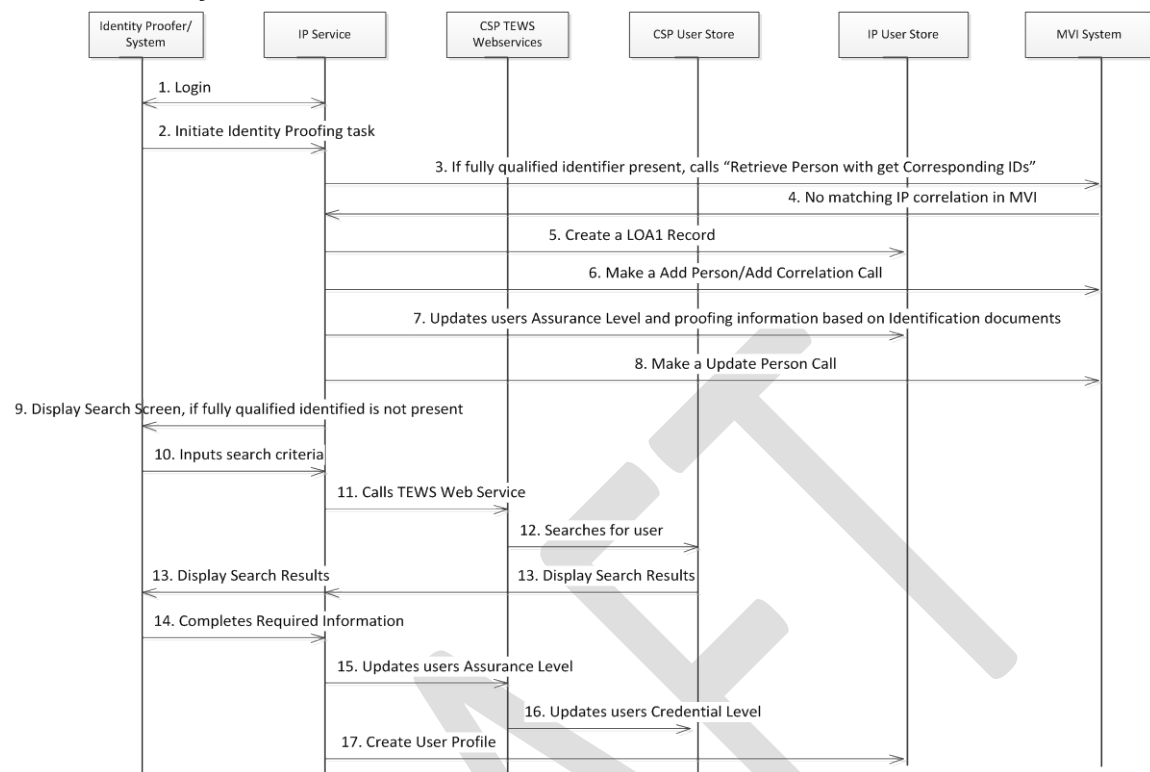 Identity Proofer/
System
IP Service
CSP TEWS
Webservices
CSP User Store
IP User Store
MVI System
1. Login
2. Initiate Identity Proofing task
3. If fully qualified identifier present, calls “Retrieve Person with get Corresponding IDs”
4. No matching IP correlation in MVI
5. Create a LOA1 Record
6. Make a Add Person/Add Correlation Call
7. Updates users Assurance Level and proofing information based on Identification documents
8. Make a Update Person Call
9. Display Search Screen, if fully qualified identified is not present
10. Inputs search criteria
11. Calls TEWS Web Service
12. Searches for user
13. Display Search Results
13. Display Search Results
14. Completes Required Information
15. Updates users Assurance Level
16. Updates users Credential Level
17. Create User Profile